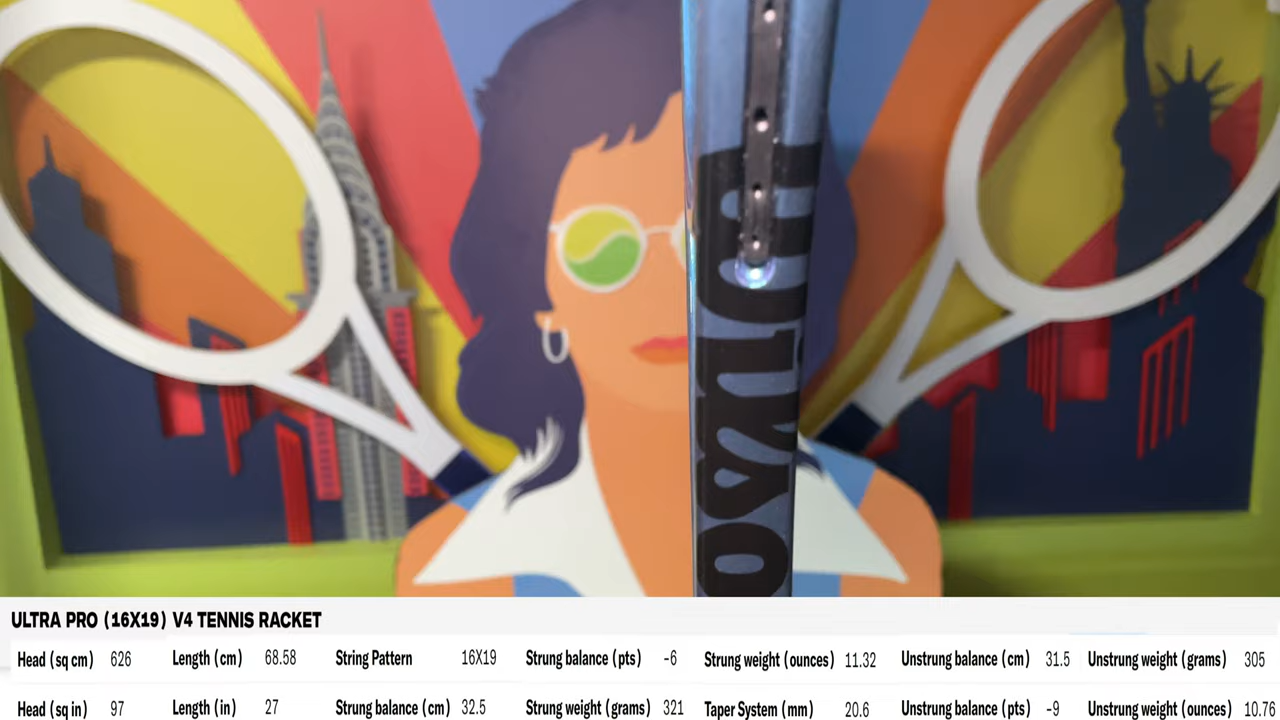 ULTRA PRO (16X19) V4 TENNIS RACKET
Head (sq cm) 626 Length (cm) 68.58 String Pattern 16X19 Strung balance (pts) -6 Strung weight (ounces) 11.32 Unstrung balance (cm) 31.5 Unstrung weight (grams) 305
Head (sq in) 97 Length (in) 27 Strung balance (cm) 32.5 Strung weight (grams) 321 Taper System (mm) 20.6 Unstrung balance (pts) -9 Unstrung weight (ounces) 10.76